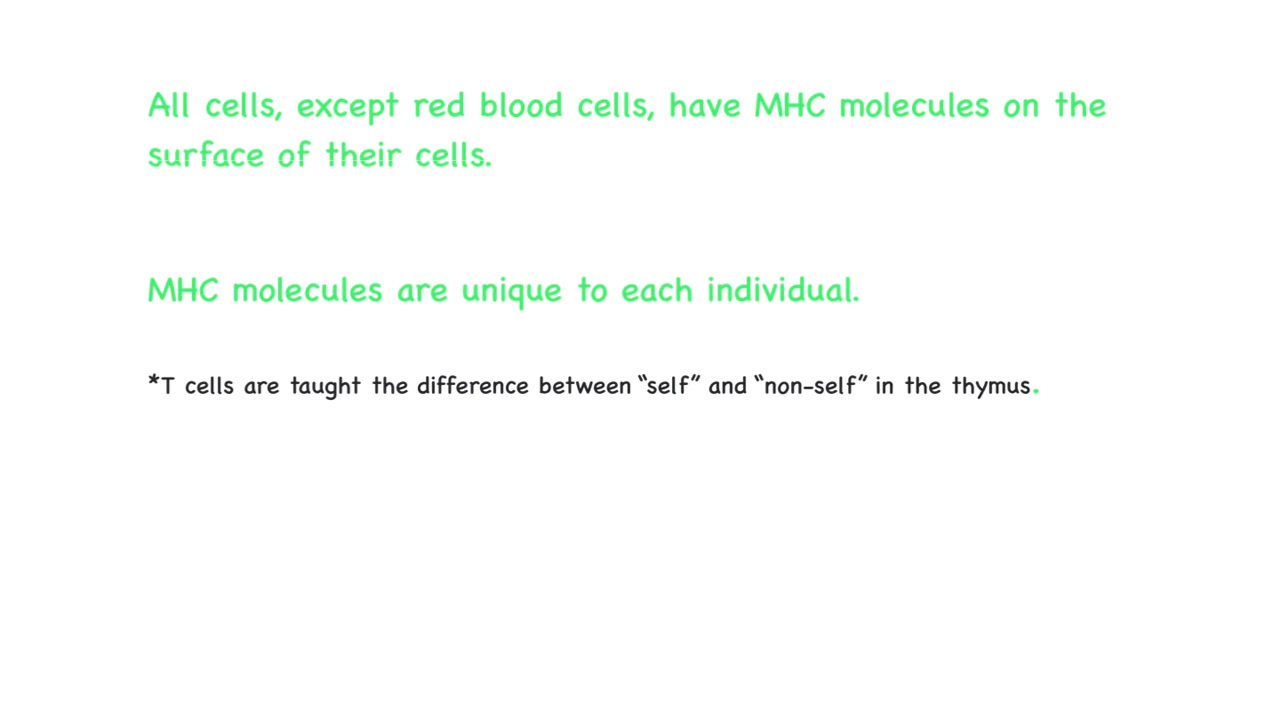 All cells, except red blood cells, have MHC molecules on the
surface of their cells.
MHC molecules are unique to each individual.
*T cells are taught the difference between “self” and “non-self” in the thymus.